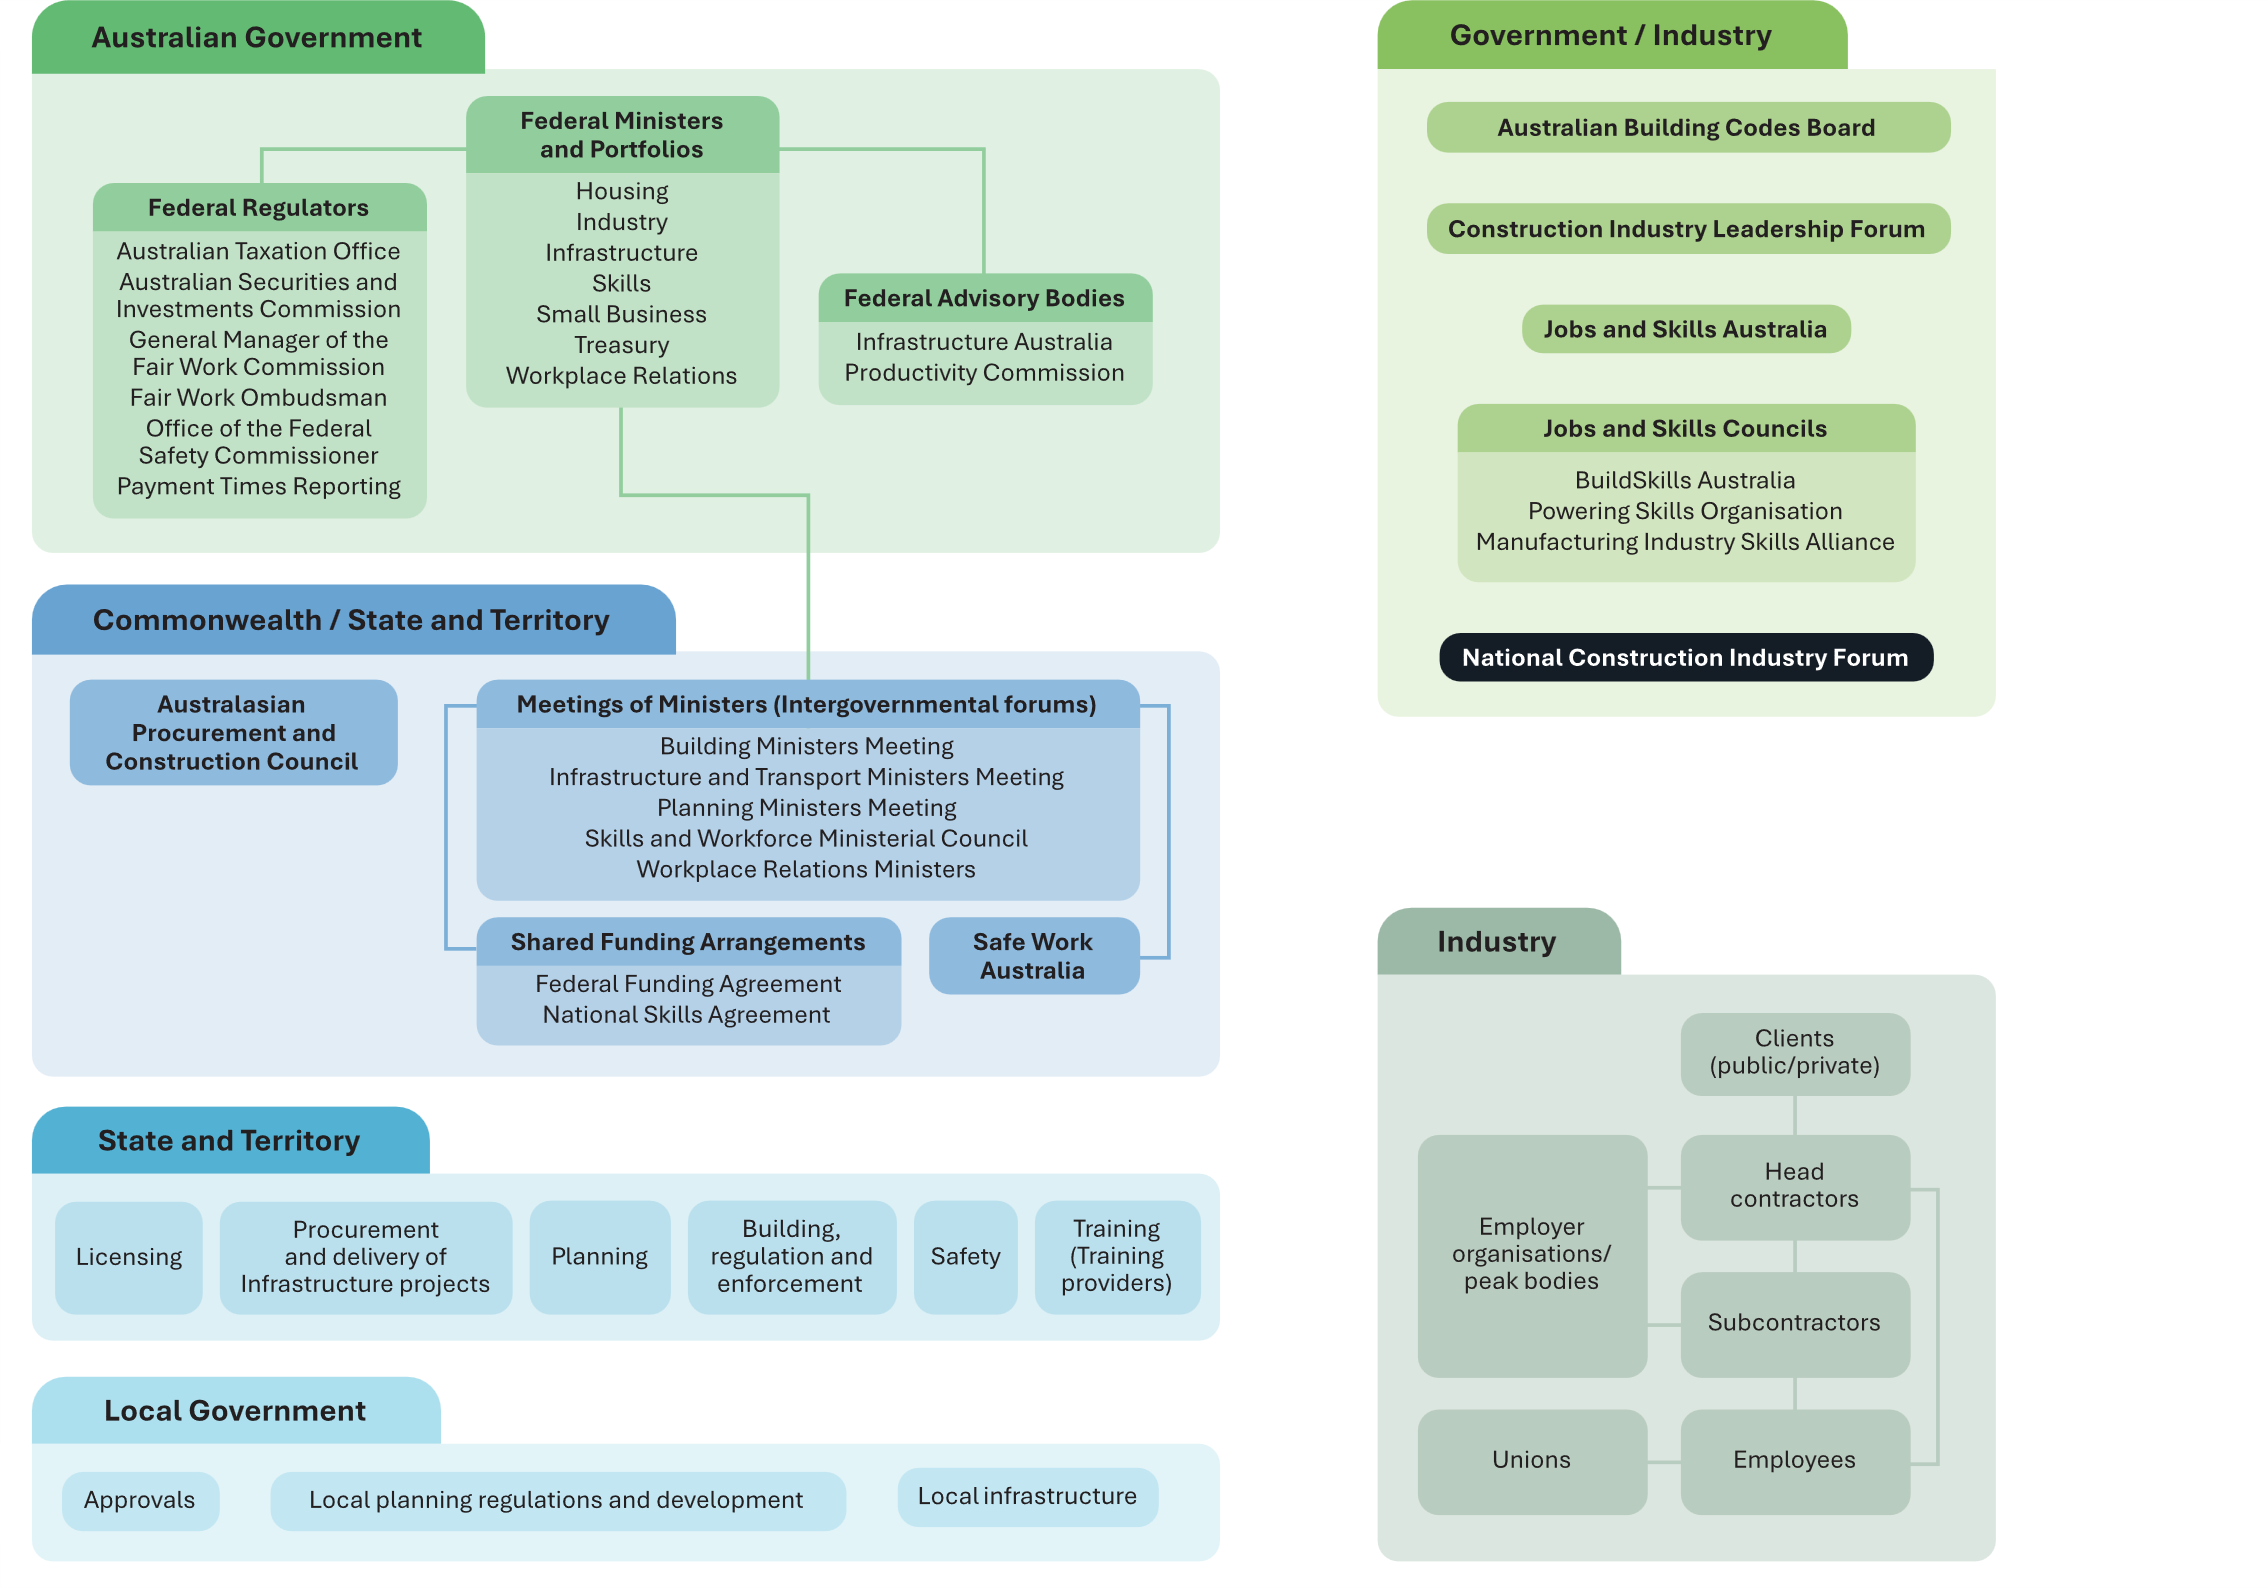 Australian Government
Federal Ministers
and Portfolios
Housing
Industry
Infrastructure
Skills
Small Business
Treasury
Workplace Relations
Federal Regulators
Australian Taxation Office
Australian Securities and
Investments Commission
General Manager of the
Fair Work Commission
Fair Work Ombudsman
Office of the Federal
Safety Commissioner
Payment Times Reporting
Federal Advisory Bodies
Infrastructure Australia
Productivity Commission
Commonwealth / State and Territory
Australasian
Procurement and
Construction Council
Meetings of Ministers (Intergovernmental forums)
Building Ministers Meeting
Infrastructure and Transport Ministers Meeting
Planning Ministers Meeting
Skills and Workforce Ministerial Council
Workplace Relations Ministers
Shared Funding Arrangements
Federal Funding Agreement
National Skills Agreement
Safe Work
Australia
State and Territory
Licensing
Procurement
and delivery of
Infrastructure projects
Planning
Building,
regulation and
enforcement
Safety
Training
(Training
providers)
Local Government
Approvals
Local planning regulations and development
Local infrastructure
Government / Industry
Australian Building Codes Board
Construction Industry Leadership Forum
Jobs and Skills Australia
Jobs and Skills Councils
BuildSkills Australia
Powering Skills Organisation
Manufacturing Industry Skills Alliance
National Construction Industry Forum
Industry
Clients
(public/private)
Head
contractors
Employer
organisations/
peak bodies
Subcontractors
Unions
Employees